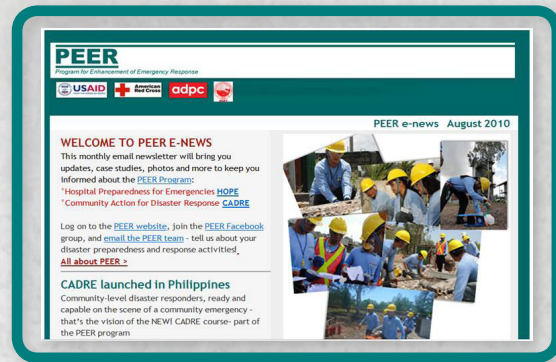 PEER
Program for Enhancement of Emergency Response
USAID
American
Red Cross
adpc
PEER e-news August 2010
WELCOME TO PEER E-NEWS
This monthly email newsletter will bring you
updates, case studies, photos and more to keep you
informed about the PEER Program:
*Hospital Preparedness for Emergencies HOPE
*Community Action for Disaster Response CADRE
Log on to the PEER website, join the PEER Facebook
group, and email the PEER team - tell us about your
disaster preparedness and response activities!
All about PEER >
CADRE launched in Philippines
Community-level disaster responders, ready and
capable on the scene of a community emergency -
that's the vision of the NEW! CADRE course- part of
the PEER program